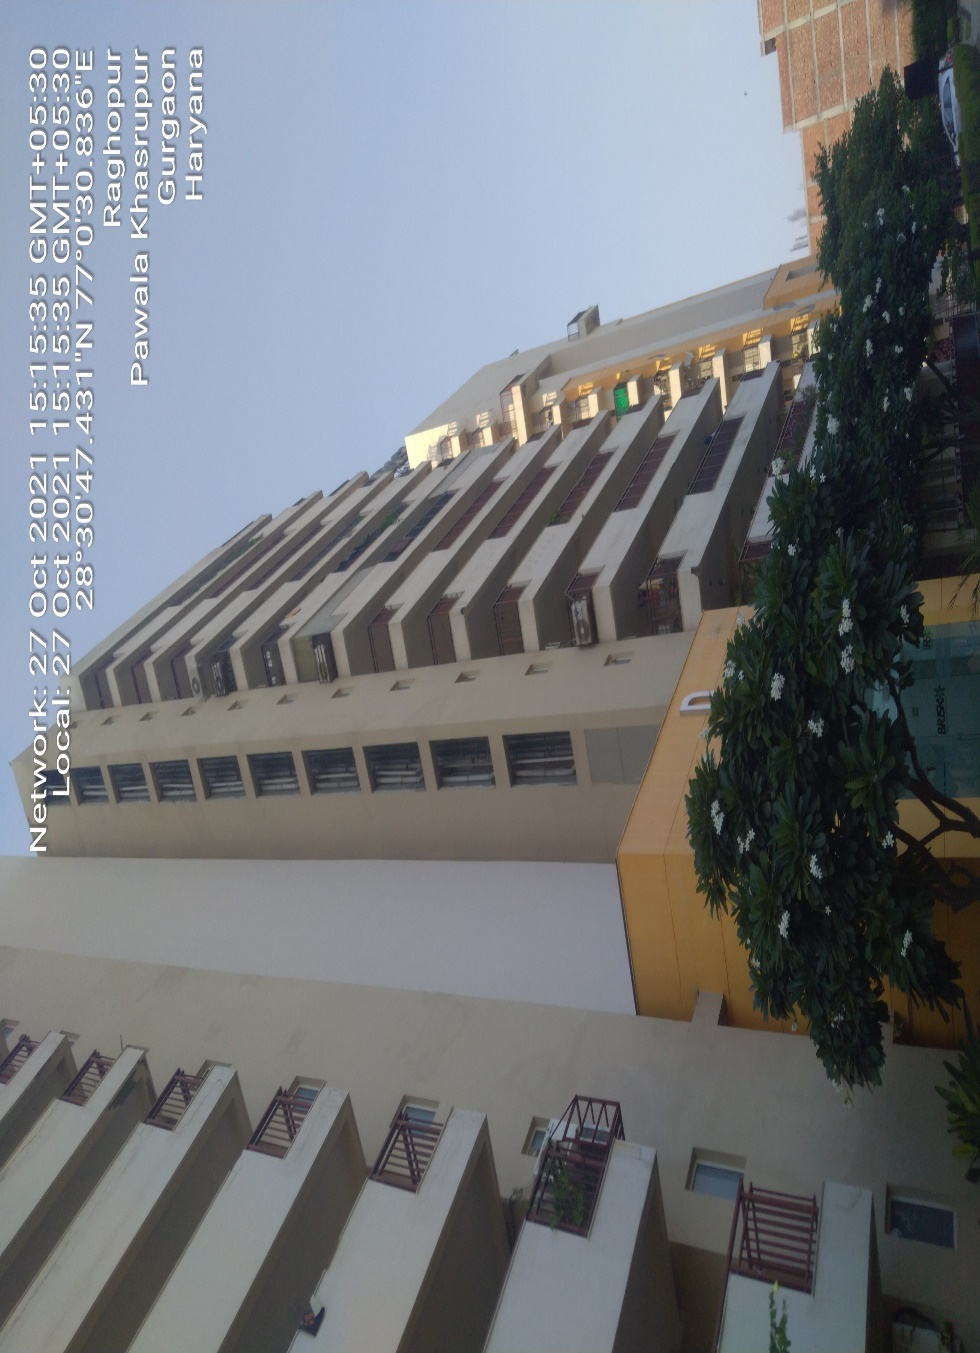 Network: 27 Oct 2021 15:15:35 GMT+05:30
Local: 27 Oct 2021 15:15:35 GMT+05:30
28°30'47.431"N 77°0'30.836"E
Raghopur
Pawala Khasrupur
Gurgaon
Haryana
D
BRISK